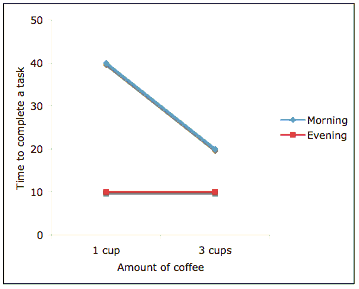 50
40
30
20
10
0
Time to complete a task
1 cup
3 cups
Amount of coffee
Morning
Evening